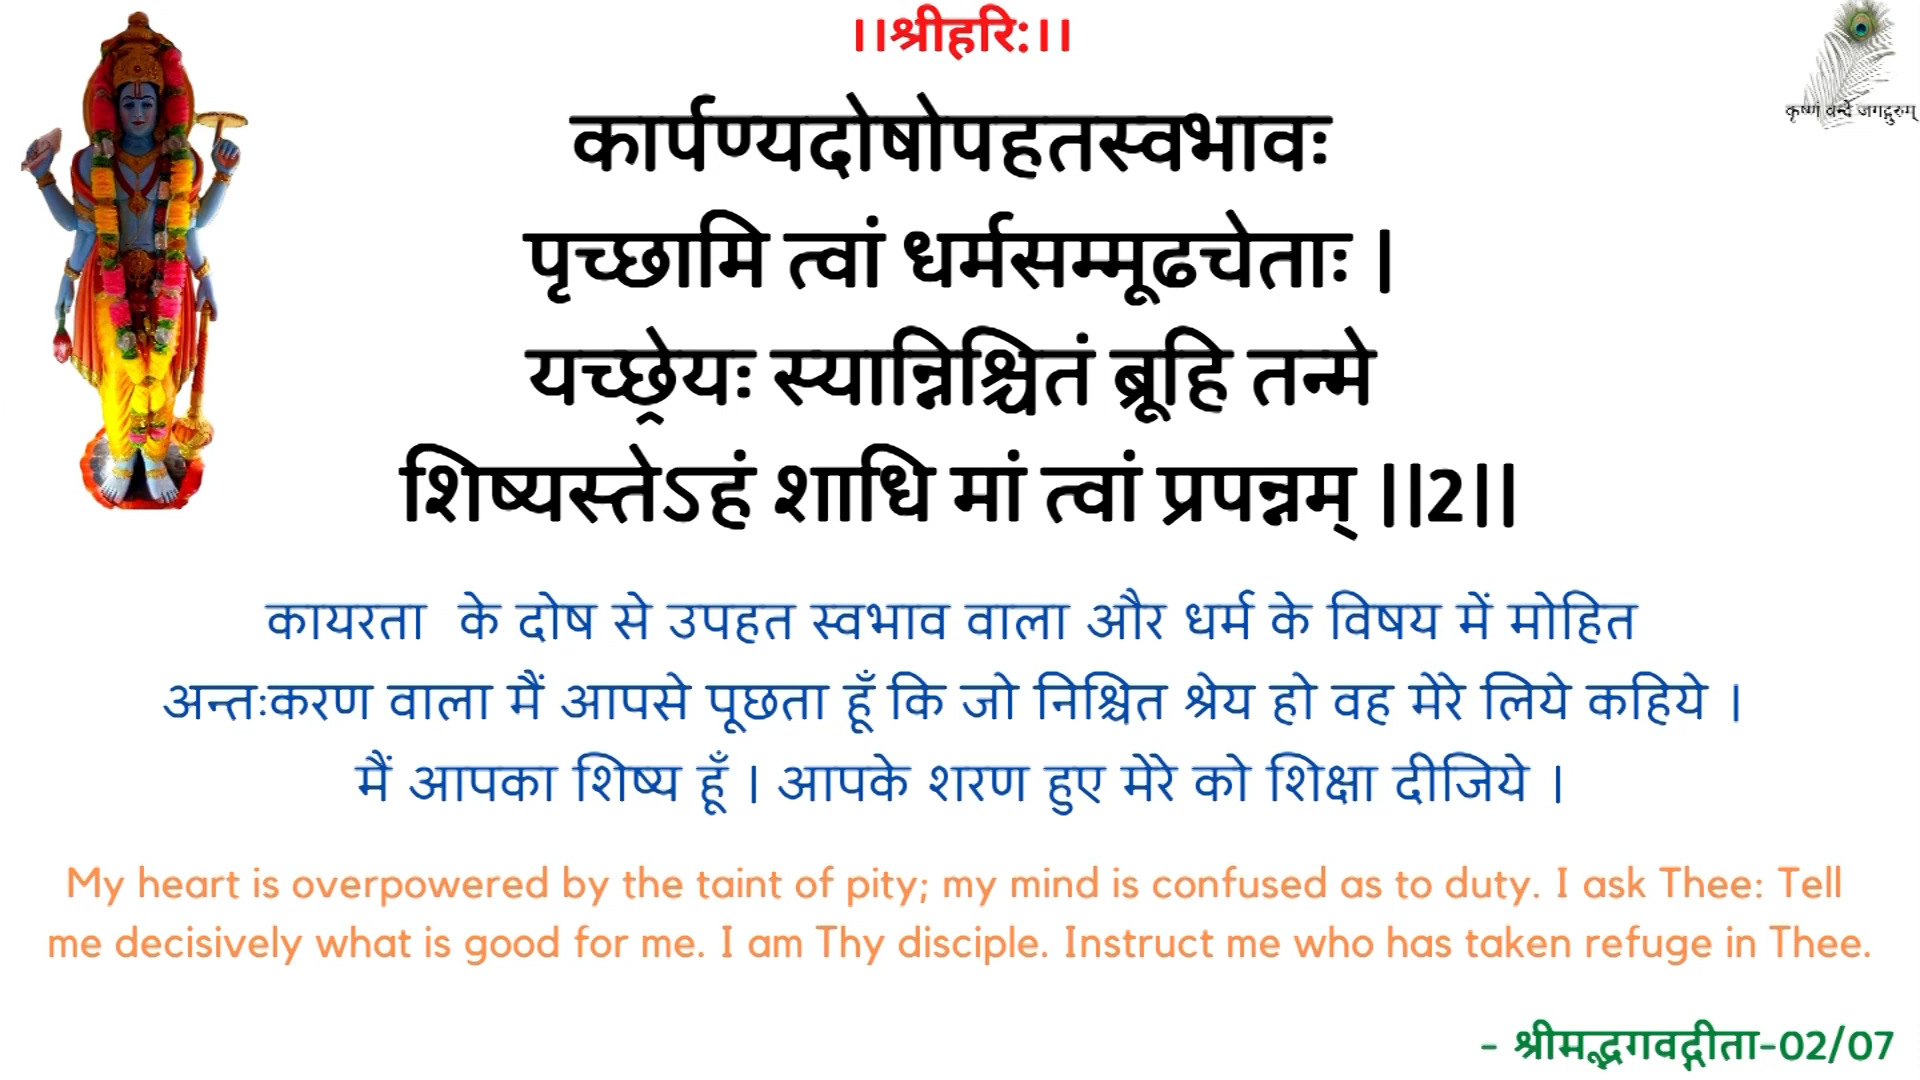 ।।श्रीहरि:।।
कृष्णं वन्दे जगद्गुरुम्
कार्पण्यदोषोपहतस्वभावः
पृच्छामि त्वां धर्मसम्मूढचेताः |
यच्छ्रेयः स्यान्निश्चितं ब्रूहि तन्मे
शिष्यस्तेऽहं शाधि मां त्वां प्रपन्नम् ||2||
कायरता के दोष से उपहत स्वभाव वाला और धर्म के विषय में मोहित
अन्तःकरण वाला मैं आपसे पूछता हूँ कि जो निश्चित श्रेय हो वह मेरे लिये कहिये ।
मैं आपका शिष्य हूँ । आपके शरण हुए मेरे को शिक्षा दीजिये ।
My heart is overpowered by the taint of pity; my mind is confused as to duty. I ask Thee: Tell
me decisively what is good for me. I am Thy disciple. Instruct me who has taken refuge in Thee.
- श्रीमद्भगवद्गीता-02/07